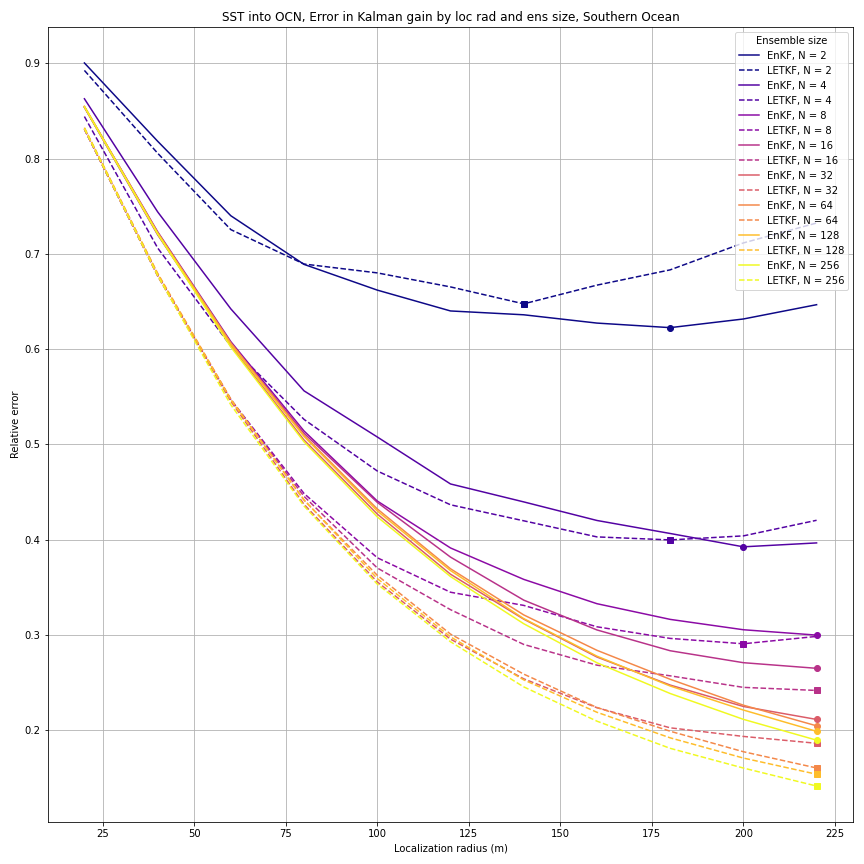 SST into OCN, Error in Kalman gain by loc rad and ens size, Southern Ocean
Ensemble size
EnKF, N = 2
LETKF, N = 2
EnKF, N = 4
LETKF, N = 4
EnKF, N = 8
LETKF, N = 8
EnKF, N = 16
LETKF, N = 16
EnKF, N = 32
LETKF, N = 32
EnKF, N = 64
LETKF, N = 64
EnKF, N = 128
LETKF, N = 128
EnKF, N = 256
LETKF, N = 256
Relative error
0.9
0.8
0.7
0.6
0.5
0.4
0.3
0.2
25 50 75 100 125 150 175 200 225
Localization radius (m)